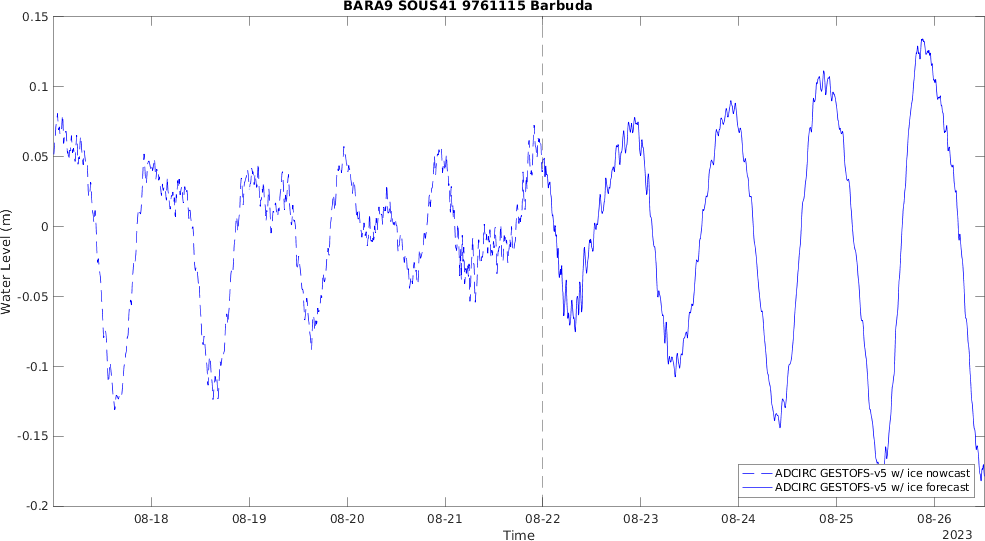 BARA9 SOUS41 9761115 Barbuda
0.15
0.1
0.05
0
-0.05
-0.1
-0.15
-0.2
Water Level (m)
ADCIRC GESTOFS-v5 w/ ice nowcast
ADCIRC GESTOFS-v5 w/ ice forecast
08-18 08-19 08-20 08-21 08-22 08-23 08-24 08-25 08-26
Time
2023